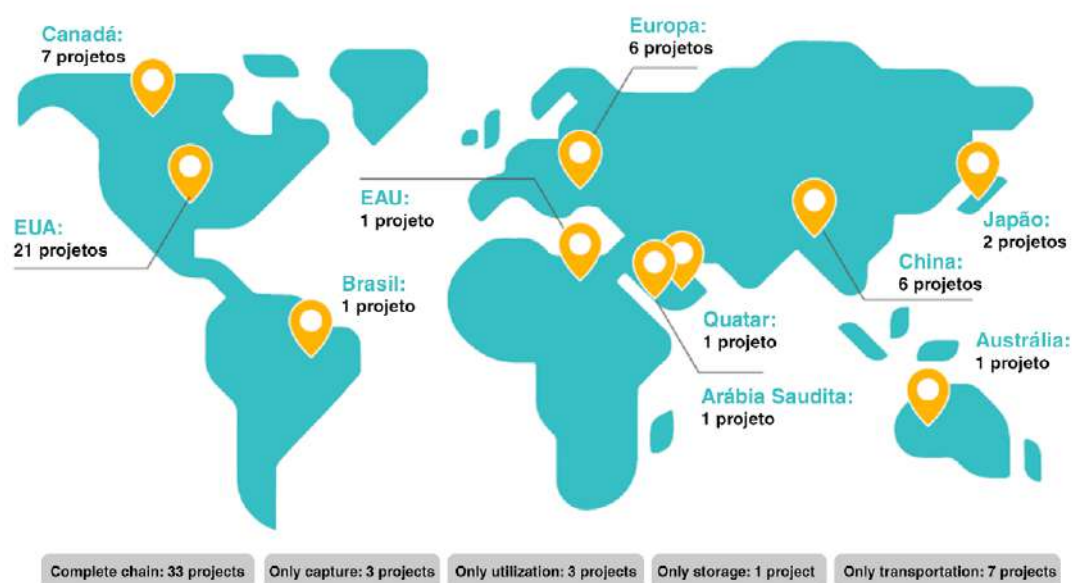 Canadá:
7 projetos
Europa:
6 projetos
EAU:
1 projeto
EUA:
21 projetos
Japão:
2 projetos
China:
6 projetos
Brasil:
1 projeto
Quatar:
1 projeto
Austrália:
1 projeto
Arábia Saudita:
1 projeto
Complete chain: 33 projects
Only capture: 3 projects
Only utilization: 3 projects
Only storage: 1 project
Only transportation: 7 projects